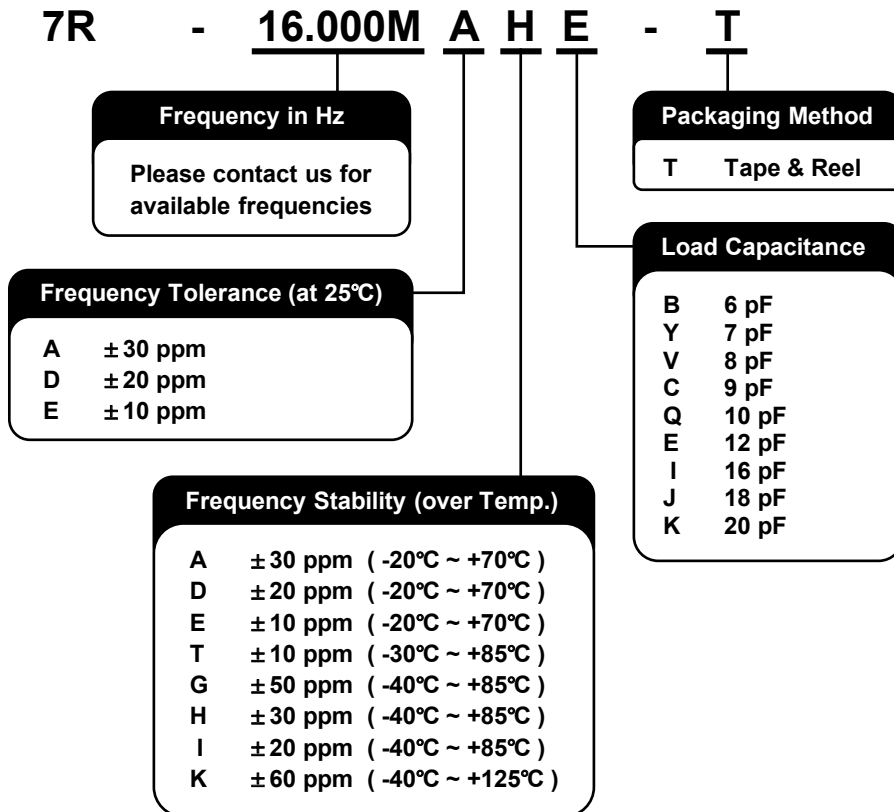 7R - 16.000M A H E - T
Frequency in Hz
Please contact us for
available frequencies
Packaging Method
T Tape & Reel
Frequency Tolerance (at 25℃)
A ±30 ppm
D ±20 ppm
E ±10 ppm
Load Capacitance
B 6 pF
Y 7 pF
V 8 pF
C 9 pF
Q 10 pF
E 12 pF
I 16 pF
J 18 pF
K 20 pF
Frequency Stability (over Temp.)
A ±30 ppm ( -20℃ ~ +70℃ )
D ±20 ppm ( -20℃ ~ +70℃ )
E ±10 ppm ( -20℃ ~ +70℃ )
T ±10 ppm ( -30℃ ~ +85℃ )
G ±50 ppm ( -40℃ ~ +85℃ )
H ±30 ppm ( -40℃ ~ +85℃ )
I ±20 ppm ( -40℃ ~ +85℃ )
K ±60 ppm ( -40℃ ~ +125℃ )